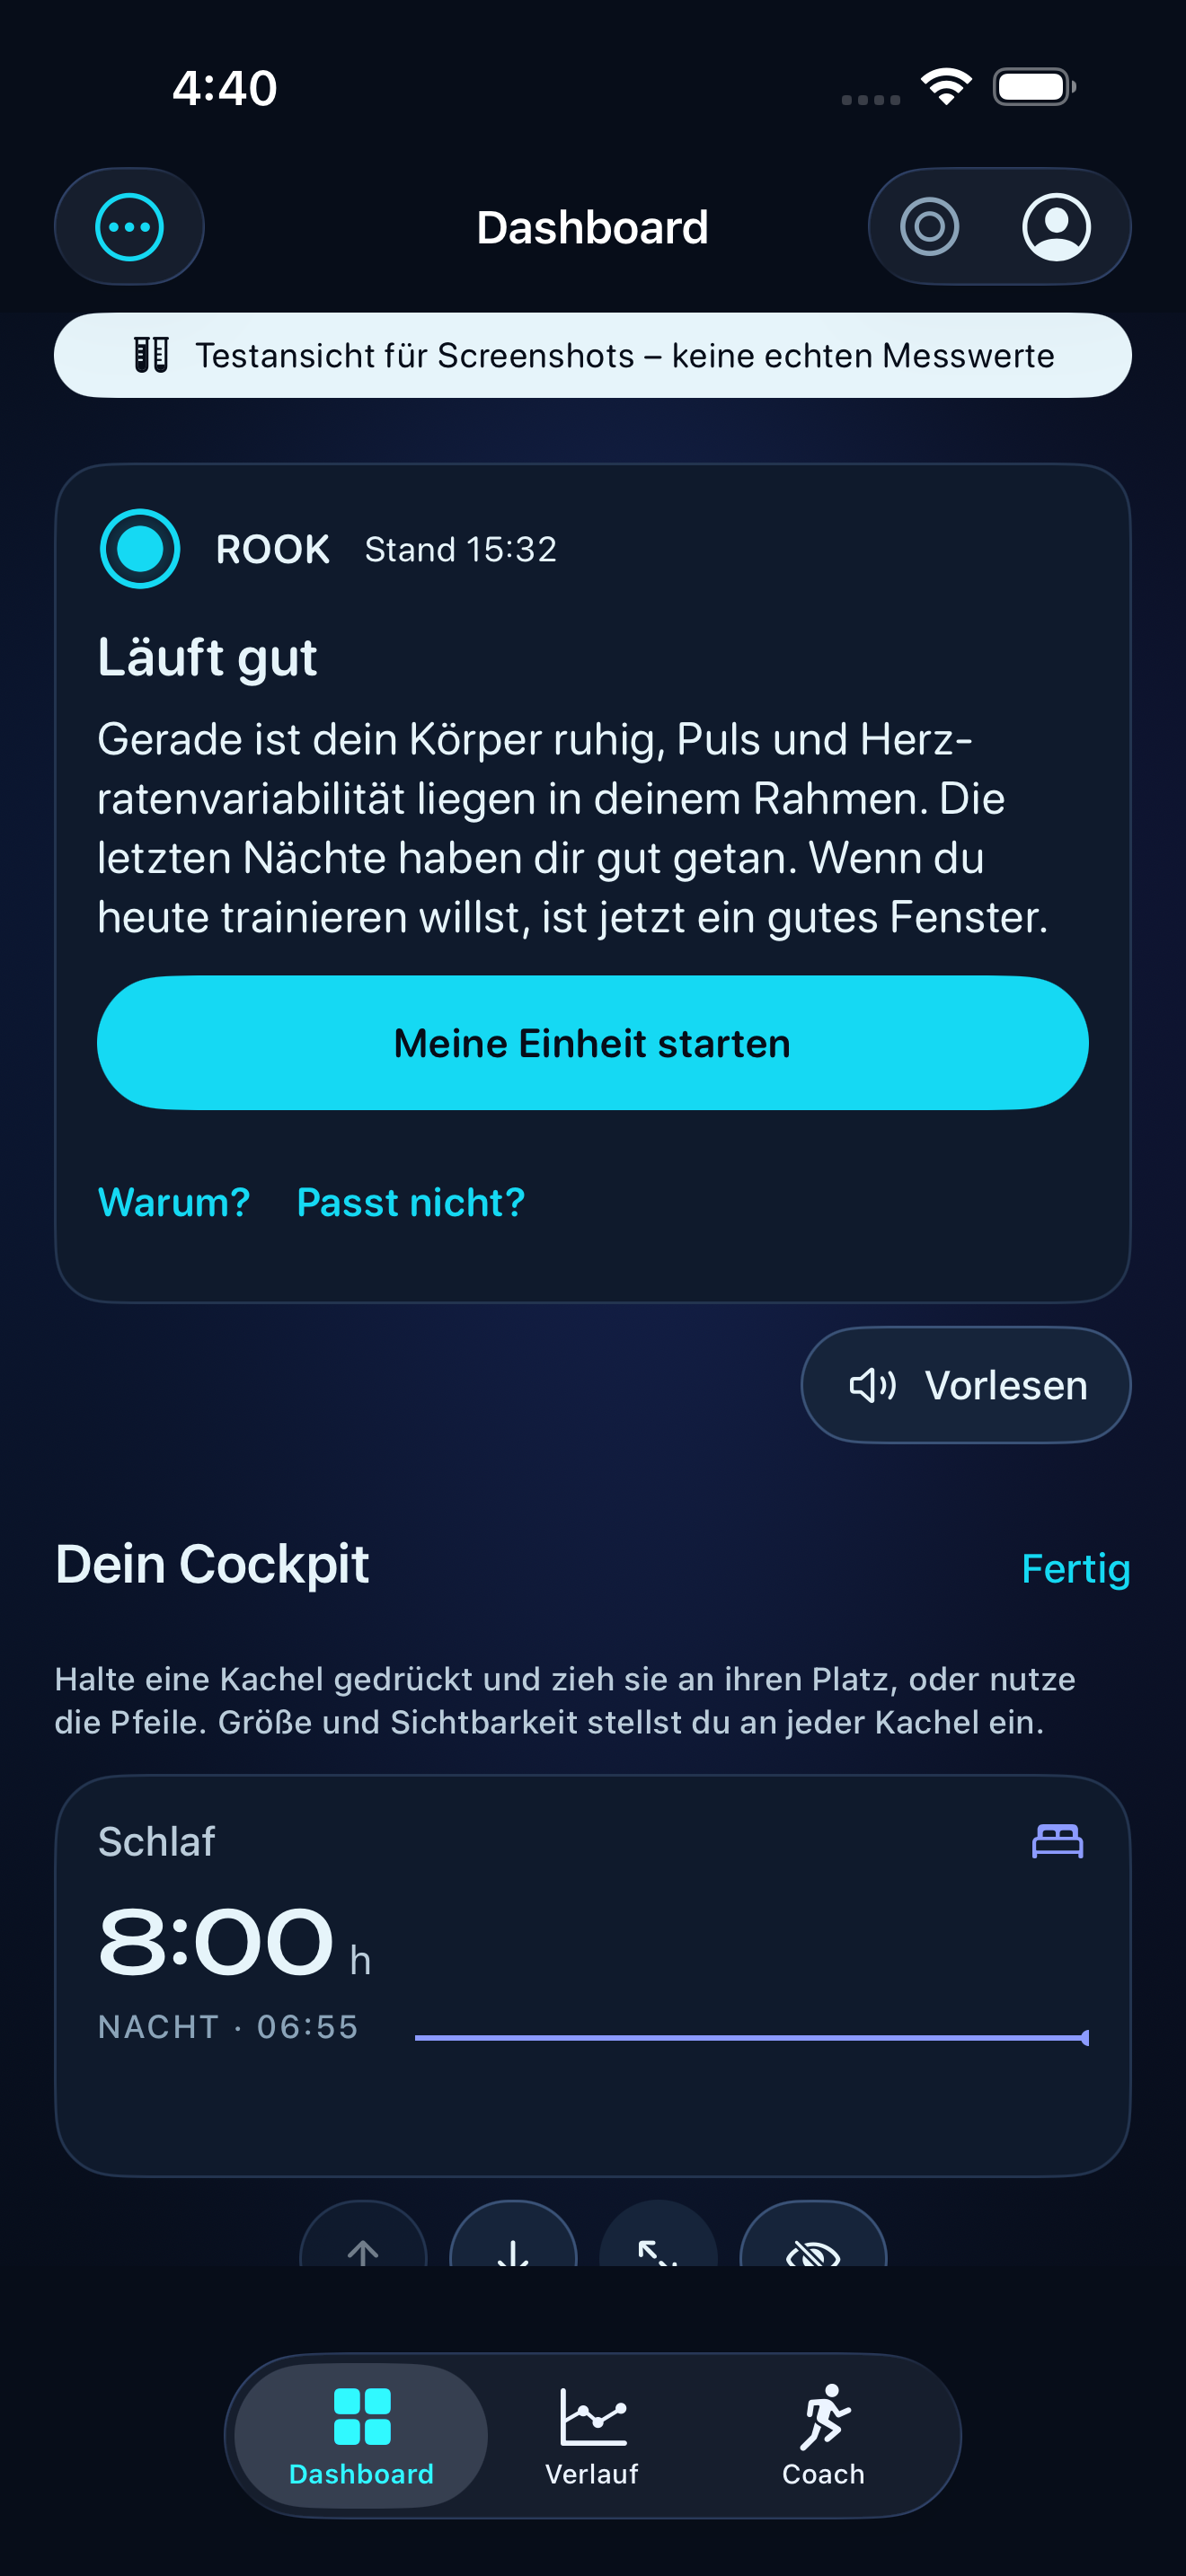 4:40
Dashboard
Testansicht für Screenshots – keine echten Messwerte
ROOK Stand 15:32
Läuft gut
Gerade ist dein Körper ruhig, Puls und Herz-
ratenvariabilität liegen in deinem Rahmen. Die
letzten Nächte haben dir gut getan. Wenn du
heute trainieren willst, ist jetzt ein gutes Fenster.
Meine Einheit starten
Warum? Passt nicht?
Vorlesen
Dein Cockpit Fertig
Halte eine Kachel gedrückt und zieh sie an ihren Platz, oder nutze
die Pfeile. Größe und Sichtbarkeit stellst du an jeder Kachel ein.
Schlaf
8:00 h
NACHT · 06:55
Dashboard Verlauf Coach